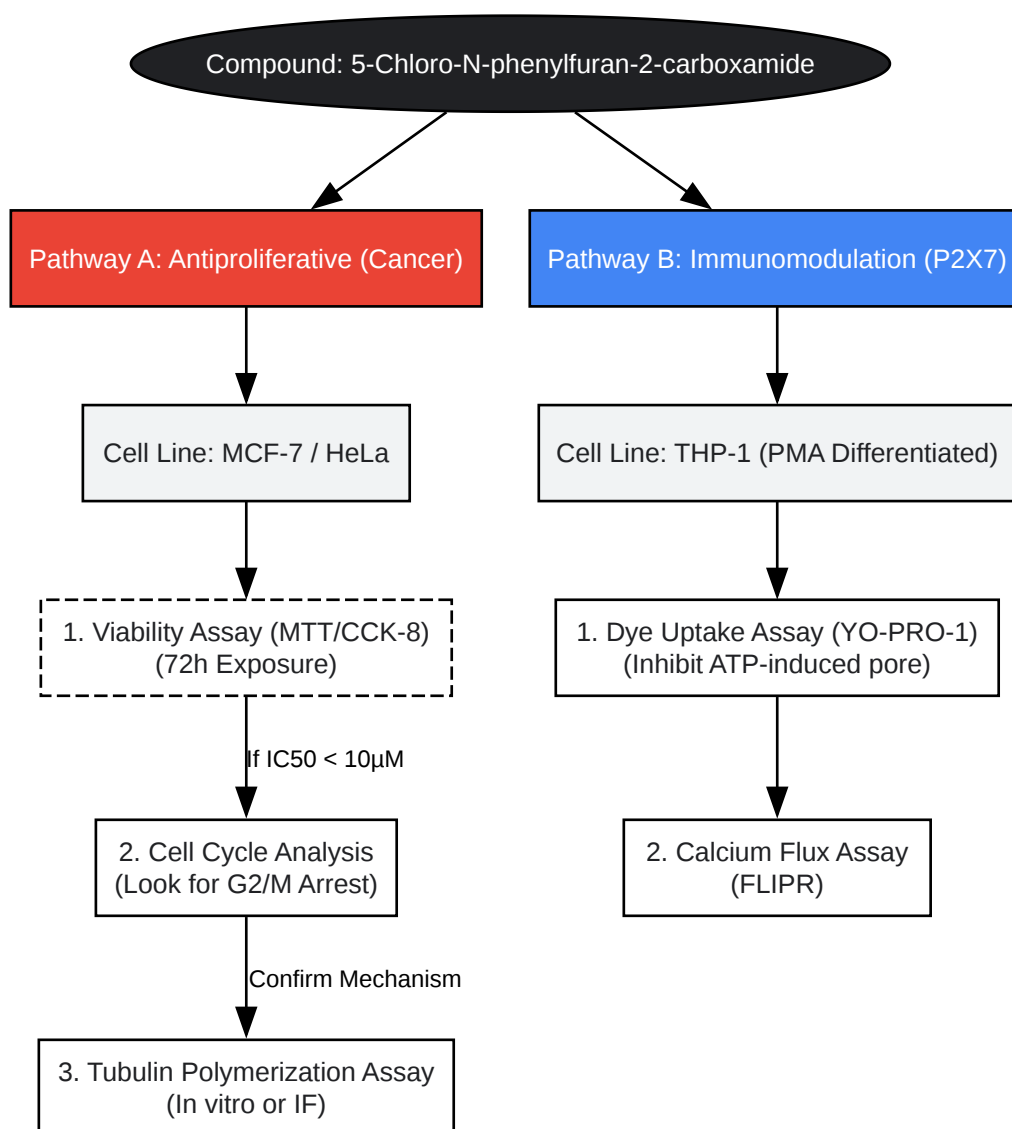 Compound: 5-Chloro-N-phenylfuran-2-carboxamide
Pathway A: Antiproliferative (Cancer)
Pathway B: Immunomodulation (P2X7)
Cell Line: MCF-7 / HeLa
Cell Line: THP-1 (PMA Differentiated)
1. Viability Assay (MTT/CCK-8)
(72h Exposure)
1. Dye Uptake Assay (YO-PRO-1)
(Inhibit ATP-induced pore)
If IC50 < 10µM
2. Cell Cycle Analysis
(Look for G2/M Arrest)
2. Calcium Flux Assay
(FLIPR)
Confirm Mechanism
3. Tubulin Polymerization Assay
(In vitro or IF)